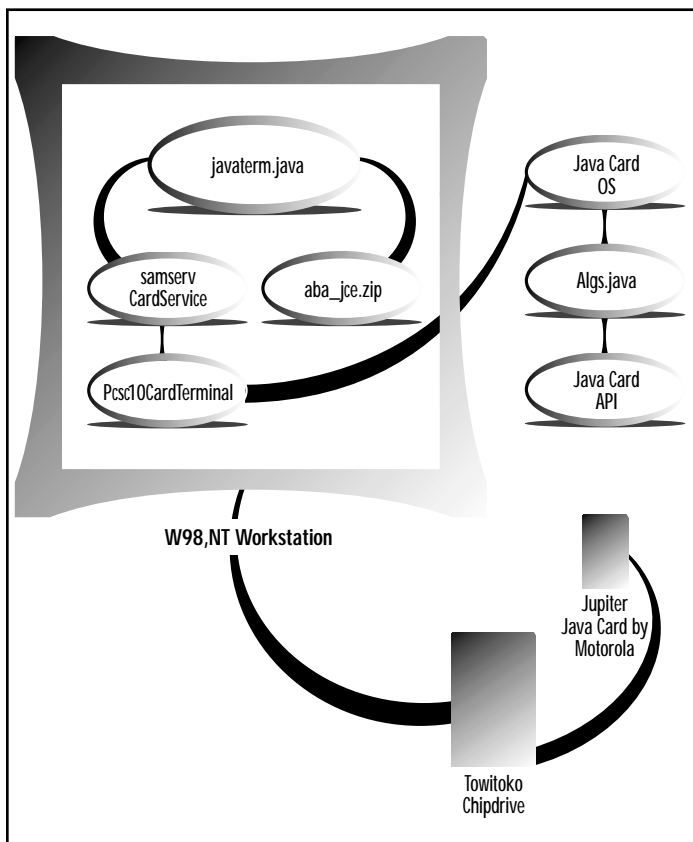 javaterm.java
samserv
CardService
aba_jce.zip
Pcsc10CardTerminal
Java Card
OS
Algs.java
Java Card
API
W98,NT Workstation
Jupiter
Java Card by
Motorola
Towitoko
Chipdrive